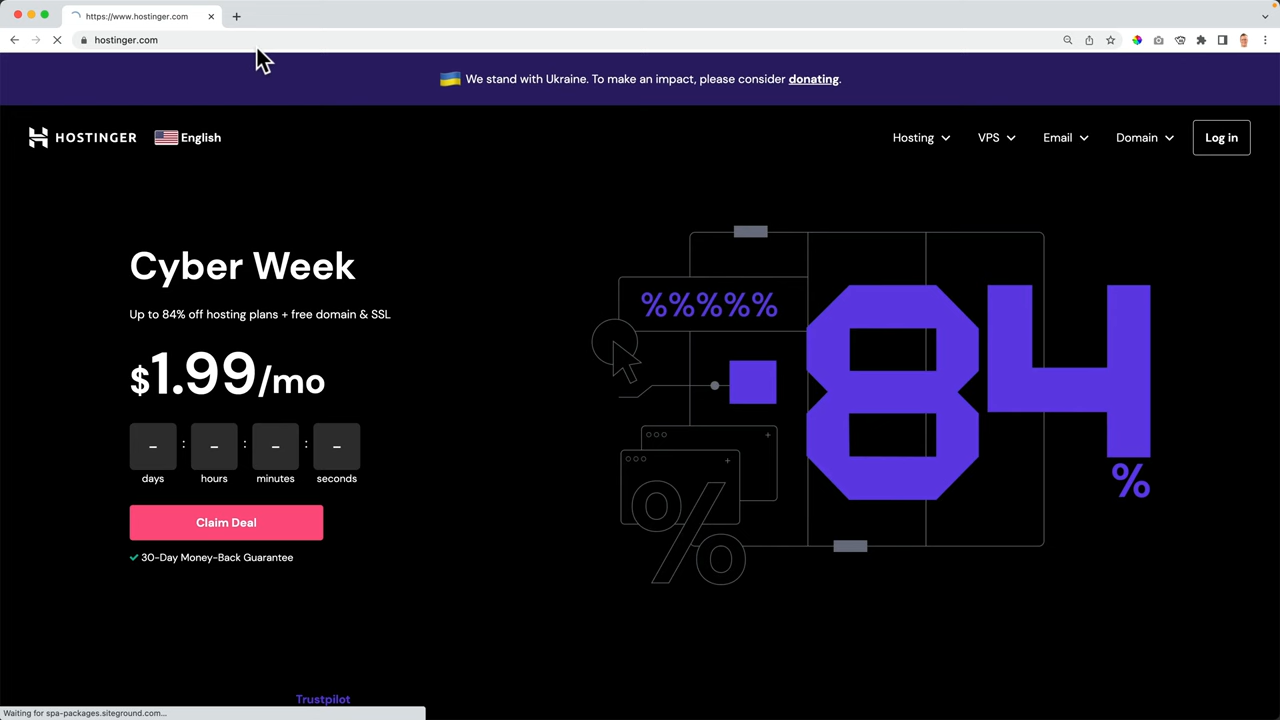 https://www.hostinger.com
hostinger.com
We stand with Ukraine. To make an impact, please consider donating.
HOSTINGER
English
Hosting
VPS
Email
Domain
Log in
Cyber Week
Up to 84% off hosting plans + free domain & SSL
$1.99/mo
- : - : - : -
days hours minutes seconds
Claim Deal
30-Day Money-Back Guarantee
%%%%%
84
%
%
Trustpilot
Waiting for spa-packages.siteground.com...